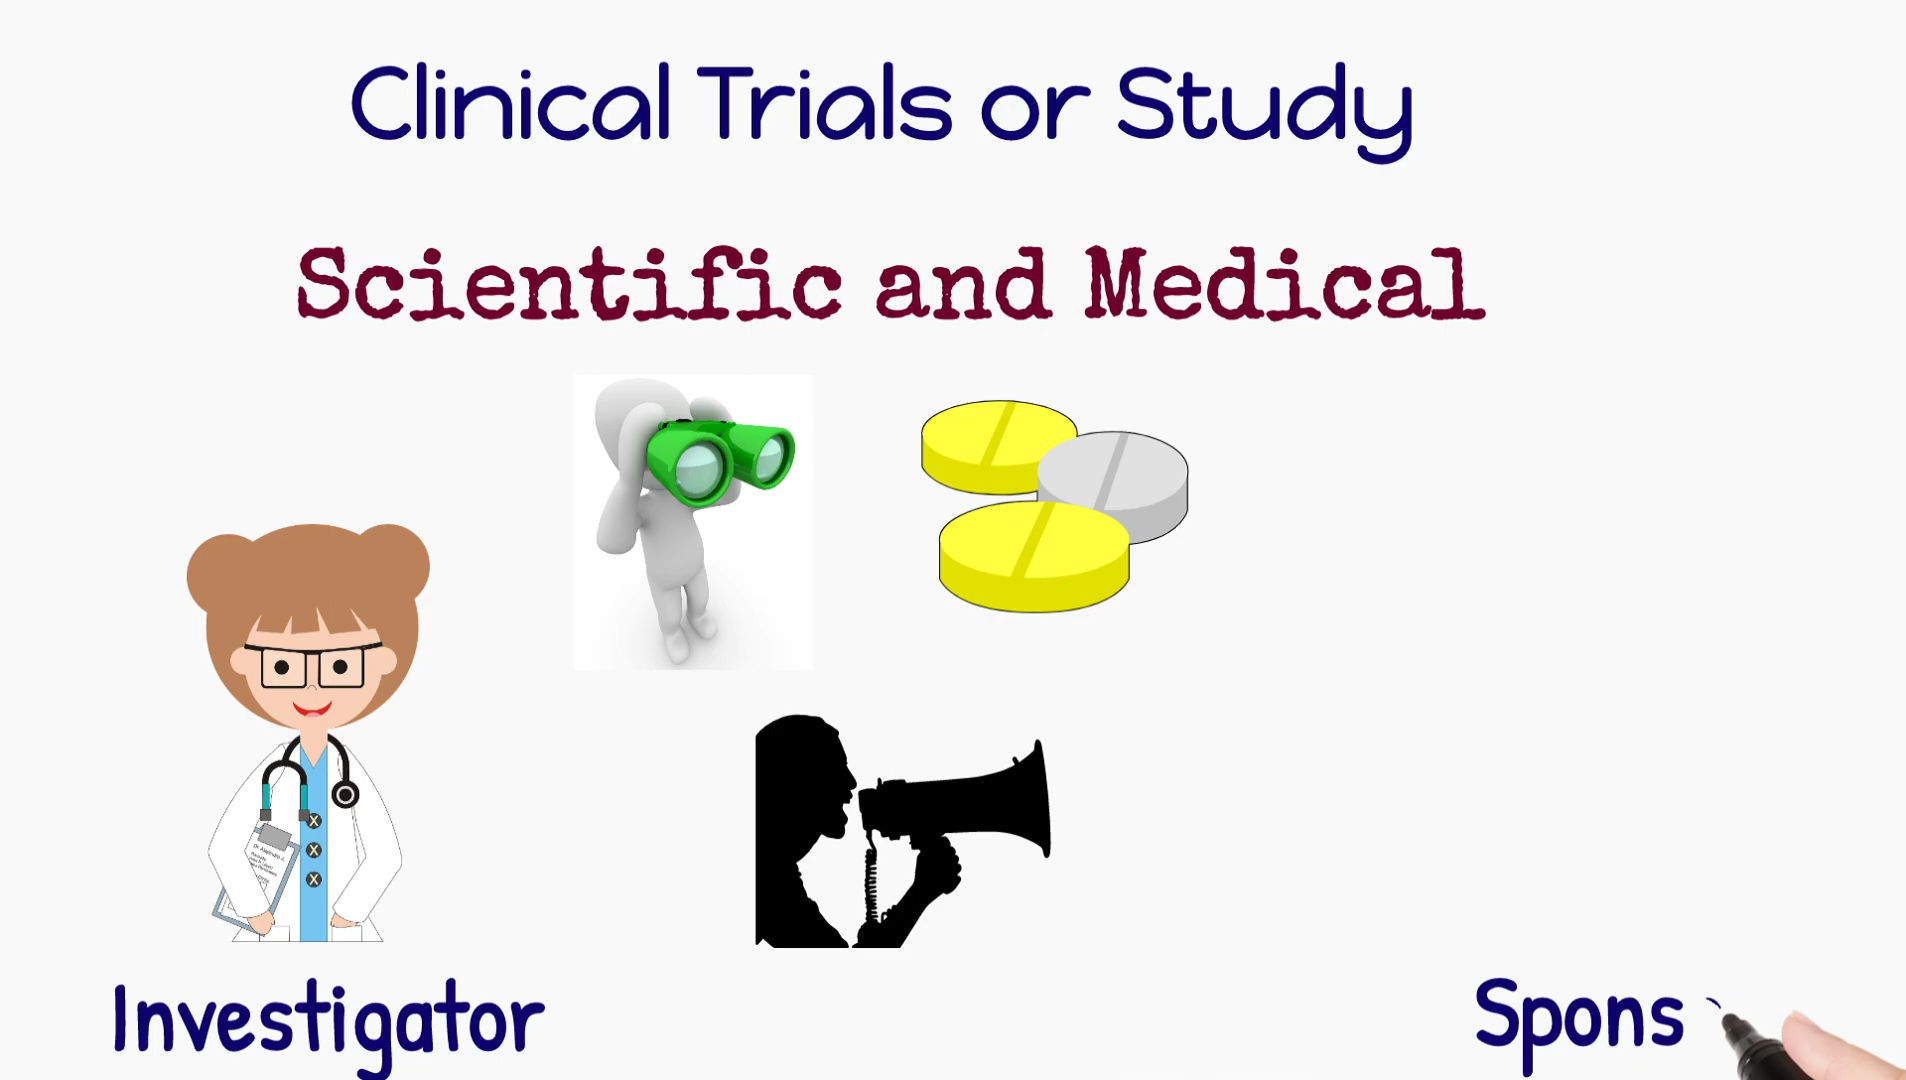 Clinical Trials or Study
Scientific and Medical
Investigator
Spons